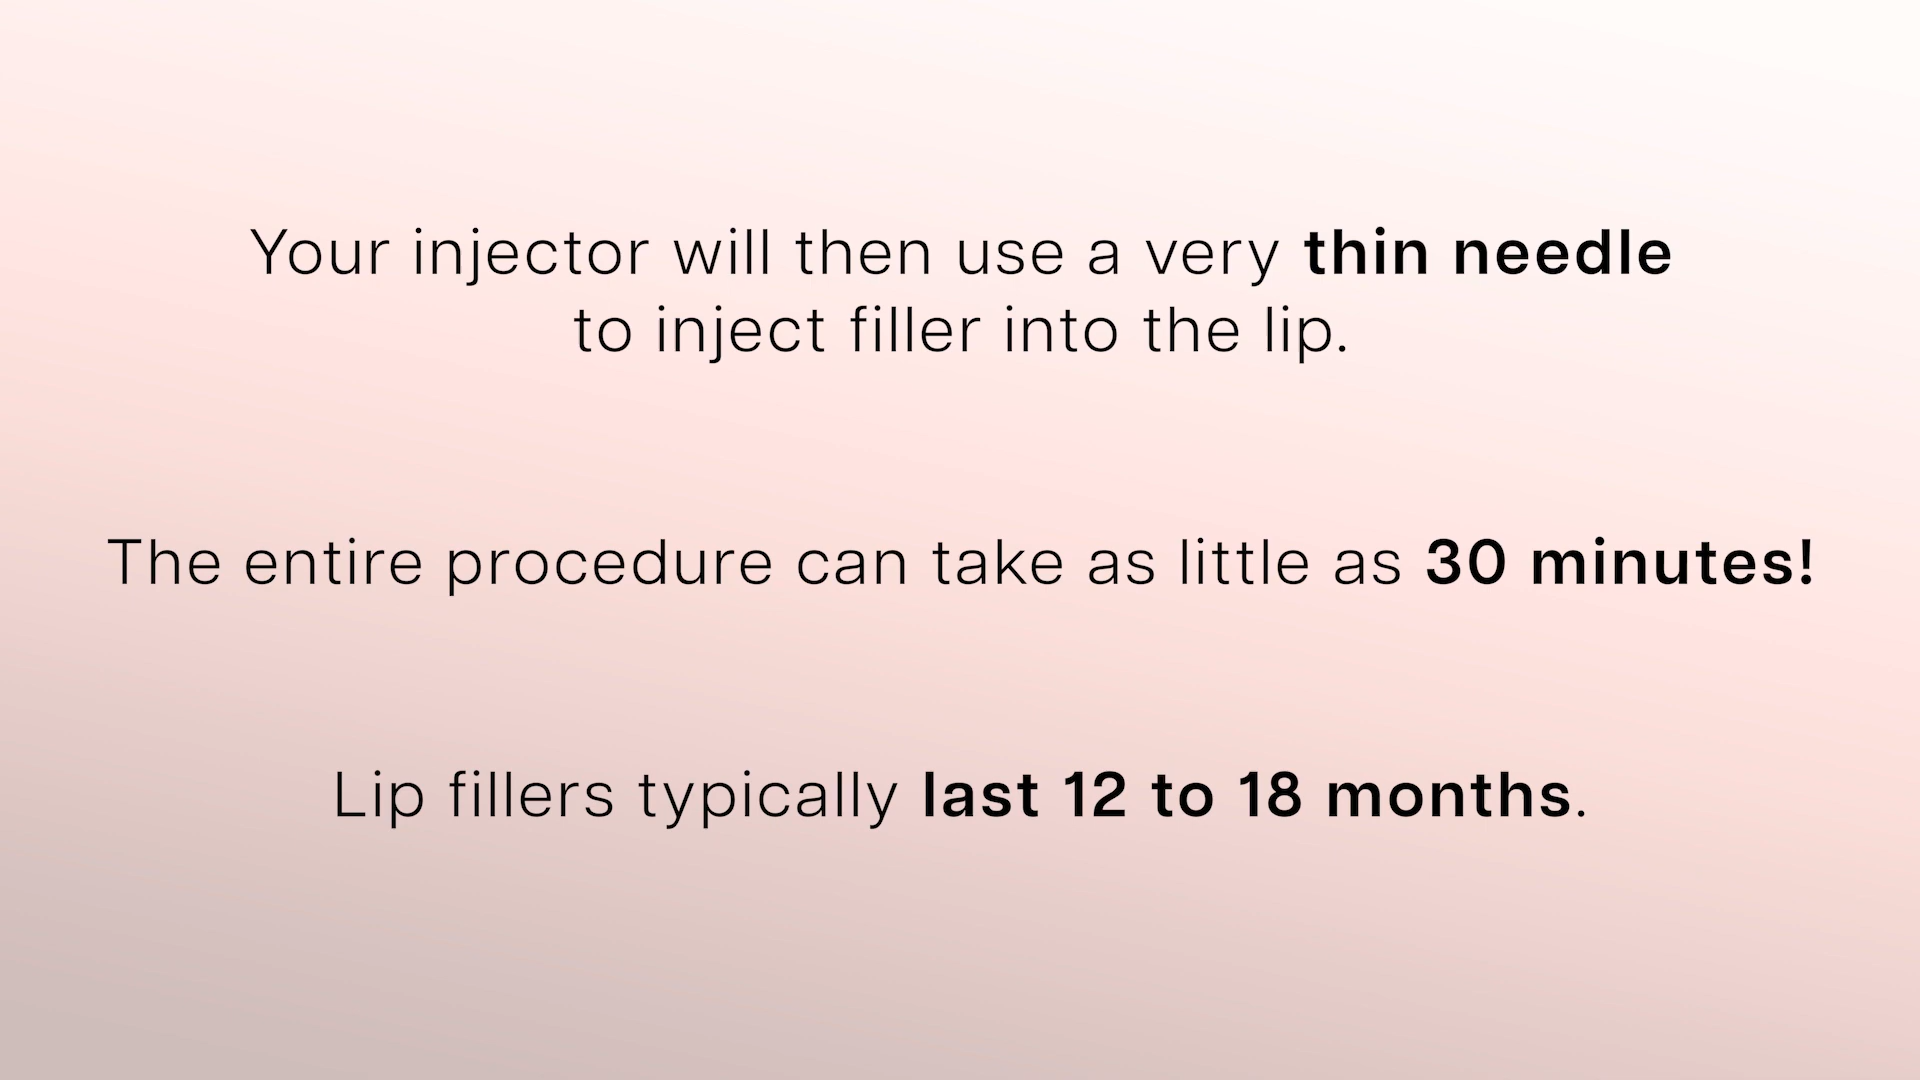 Your injector will then use a very thin needle
to inject filler into the lip.
The entire procedure can take as little as 30 minutes!
Lip fillers typically last 12 to 18 months.